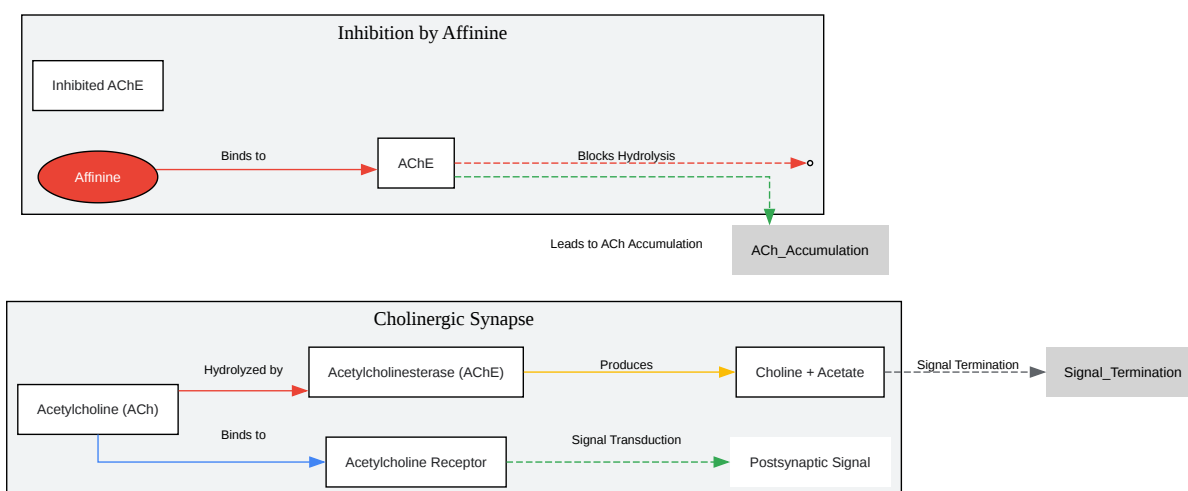 Inhibition by Affinine
Inhibited AChE
Affinine
Binds to
AChE
Blocks Hydrolysis
Leads to ACh Accumulation
ACh_Accumulation
Cholinergic Synapse
Acetylcholine (ACh)
Hydrolyzed by
Acetylcholinesterase (AChE)
Produces
Choline + Acetate
Signal Termination
Signal_Termination
Binds to
Acetylcholine Receptor
Signal Transduction
Postsynaptic Signal